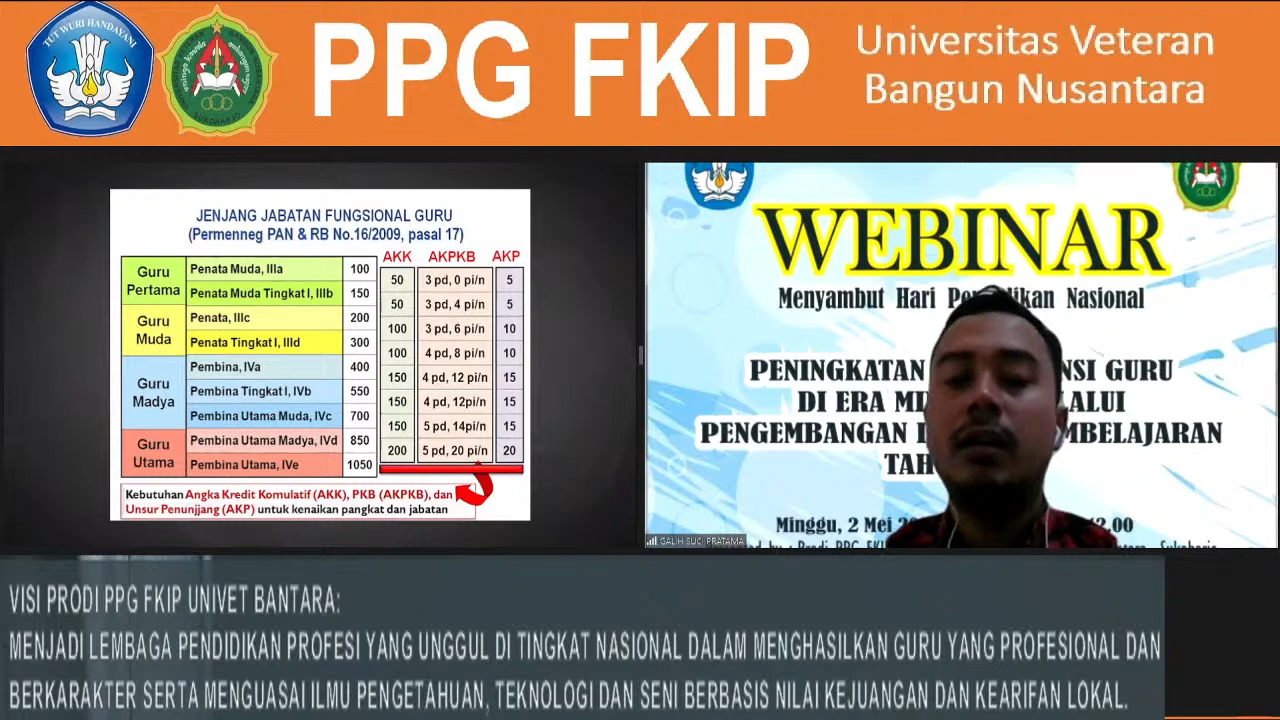 TUT WURI HANDAYANI
SUKOHARJO
PPG FKIP
Universitas Veteran
Bangun Nusantara
JENJANG JABATAN FUNGSIONAL GURU
(Permenneg PAN & RB No.16/2009, pasal 17)
AKK AKPKB AKP
Guru Pertama
Penata Muda, IIIa 100
Penata Muda Tingkat I, IIIb 150
Guru Muda
Penata, IIIc 200
Penata Tingkat I, IIId 300
Guru Madya
Pembina, IVa 400
Pembina Tingkat I, IVb 550
Pembina Utama Muda, IVc 700
Guru Utama
Pembina Utama Madya, IVd 850
Pembina Utama, IVe 1050
50 3 pd, 0 pi/n 5
50 3 pd, 4 pi/n 5
100 3 pd, 6 pi/n 10
100 4 pd, 8 pi/n 10
150 4 pd, 12 pi/n 15
150 4 pd, 12pi/n 15
150 5 pd, 14pi/n 15
200 5 pd, 20 pi/n 20
Kebutuhan Angka Kredit Komulatif (AKK), PKB (AKPKB), dan
Unsur Penunjjang (AKP) untuk kenaikan pangkat dan jabatan
WEBINAR
Menyambut Hari Nasional
PENINGKATAN GURU
DI ERA
PENGEMBANGAN
Minggu, 2 Mei
GALIH SUCI PRATAMA
VISI PRODI PPG FKIP UNIVET BANTARA:
MENJADI LEMBAGA PENDIDIKAN PROFESI YANG UNGGUL DI TINGKAT NASIONAL DALAM MENGHASILKAN GURU YANG PROFESIONAL DAN
BERKARAKTER SERTA MENGUASAI ILMU PENGETAHUAN, TEKNOLOGI DAN SENI BERBASIS NILAI KEJUANGAN DAN KEARIFAN LOKAL.